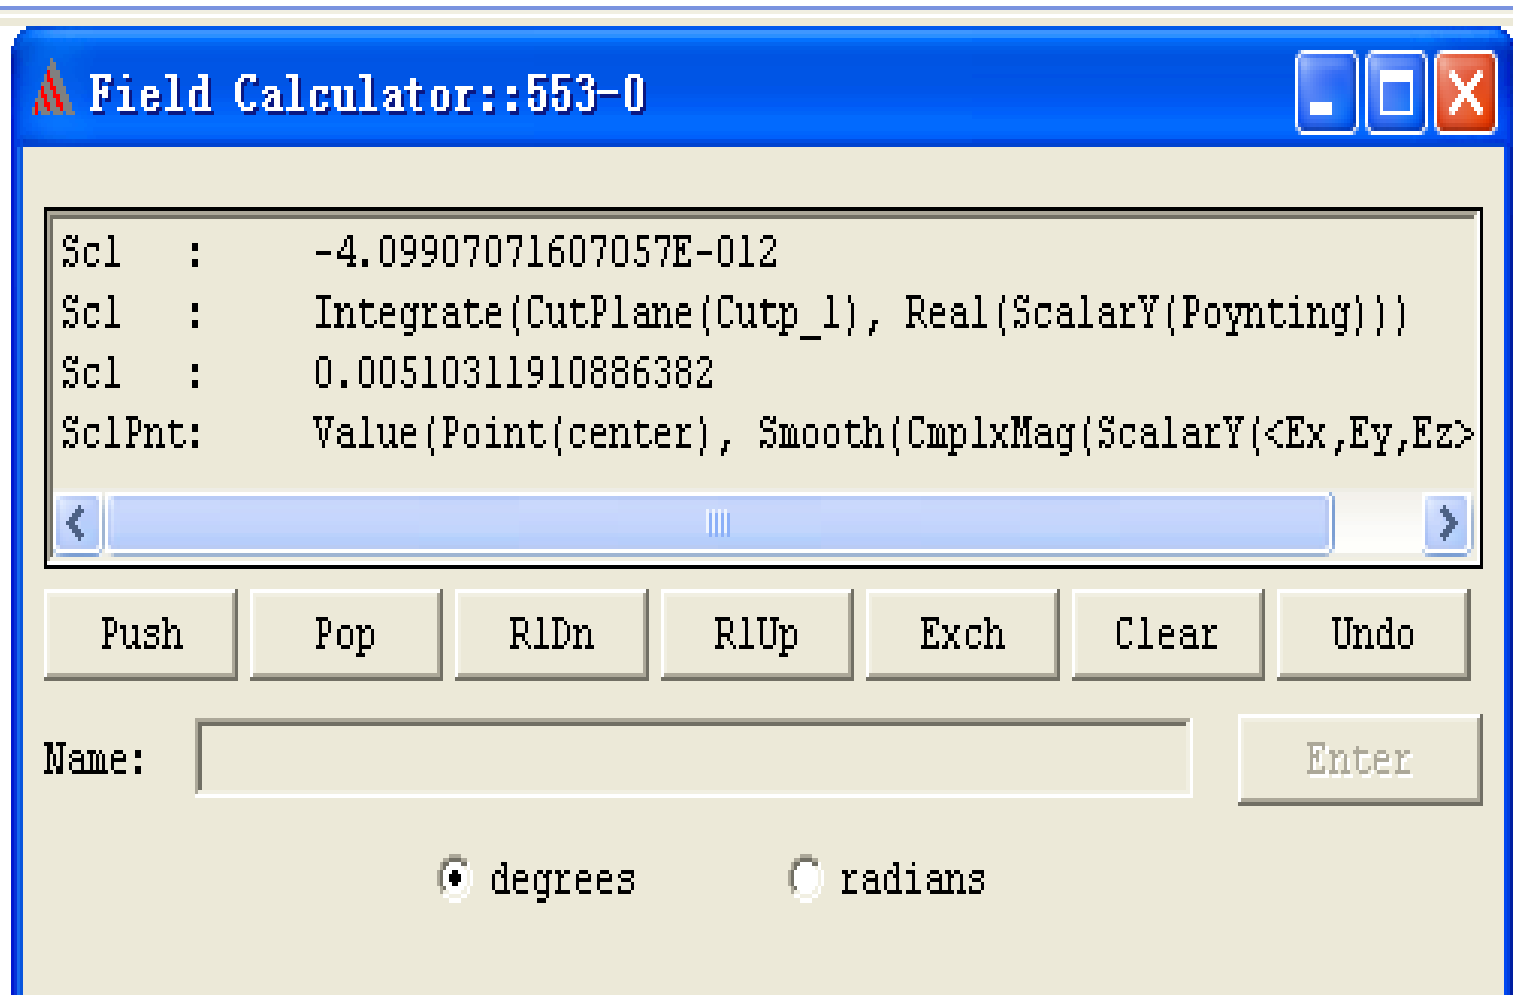 Field Calculator::553-0
Scl : -4.09907071607057E-012
Scl : Integrate(CutPlane(Cutp_1), Real(ScalarY(Poynting)))
Scl : 0.00510311910886382
SclPnt: Value(Point(center), Smooth(CmplxMag(ScalarY(<Ex,Ey,Ez>
Push Pop RlDn RlUp Exch Clear Undo
Name: Enter
degrees radians